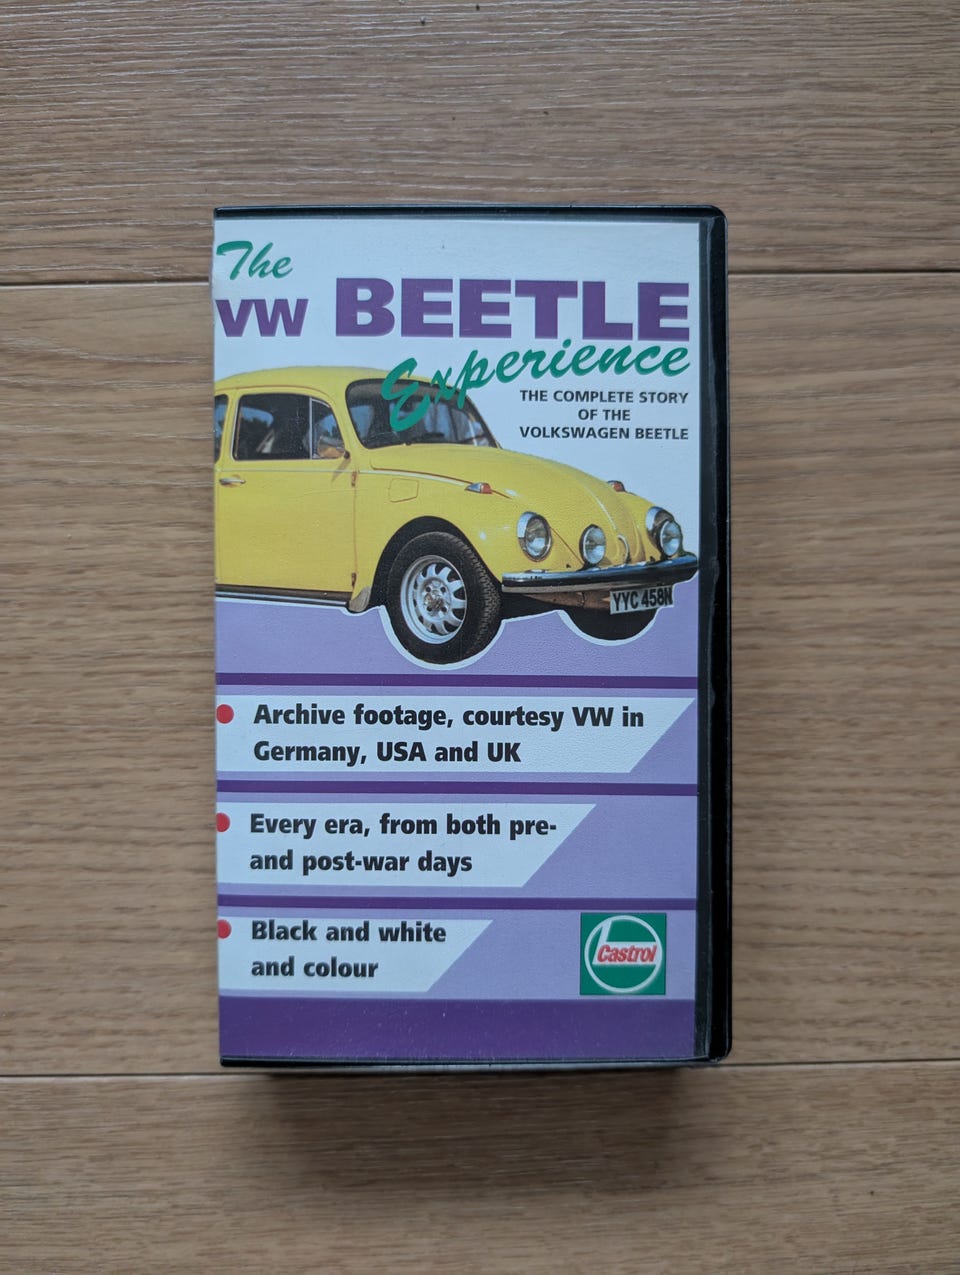 The
VW BEETLE
Experience
THE COMPLETE STORY
OF THE
VOLKSWAGEN BEETLE
YYC 458N
Archive footage, courtesy VW in
Germany, USA and UK
Every era, from both pre-
and post-war days
Black and white
and colour
Castrol